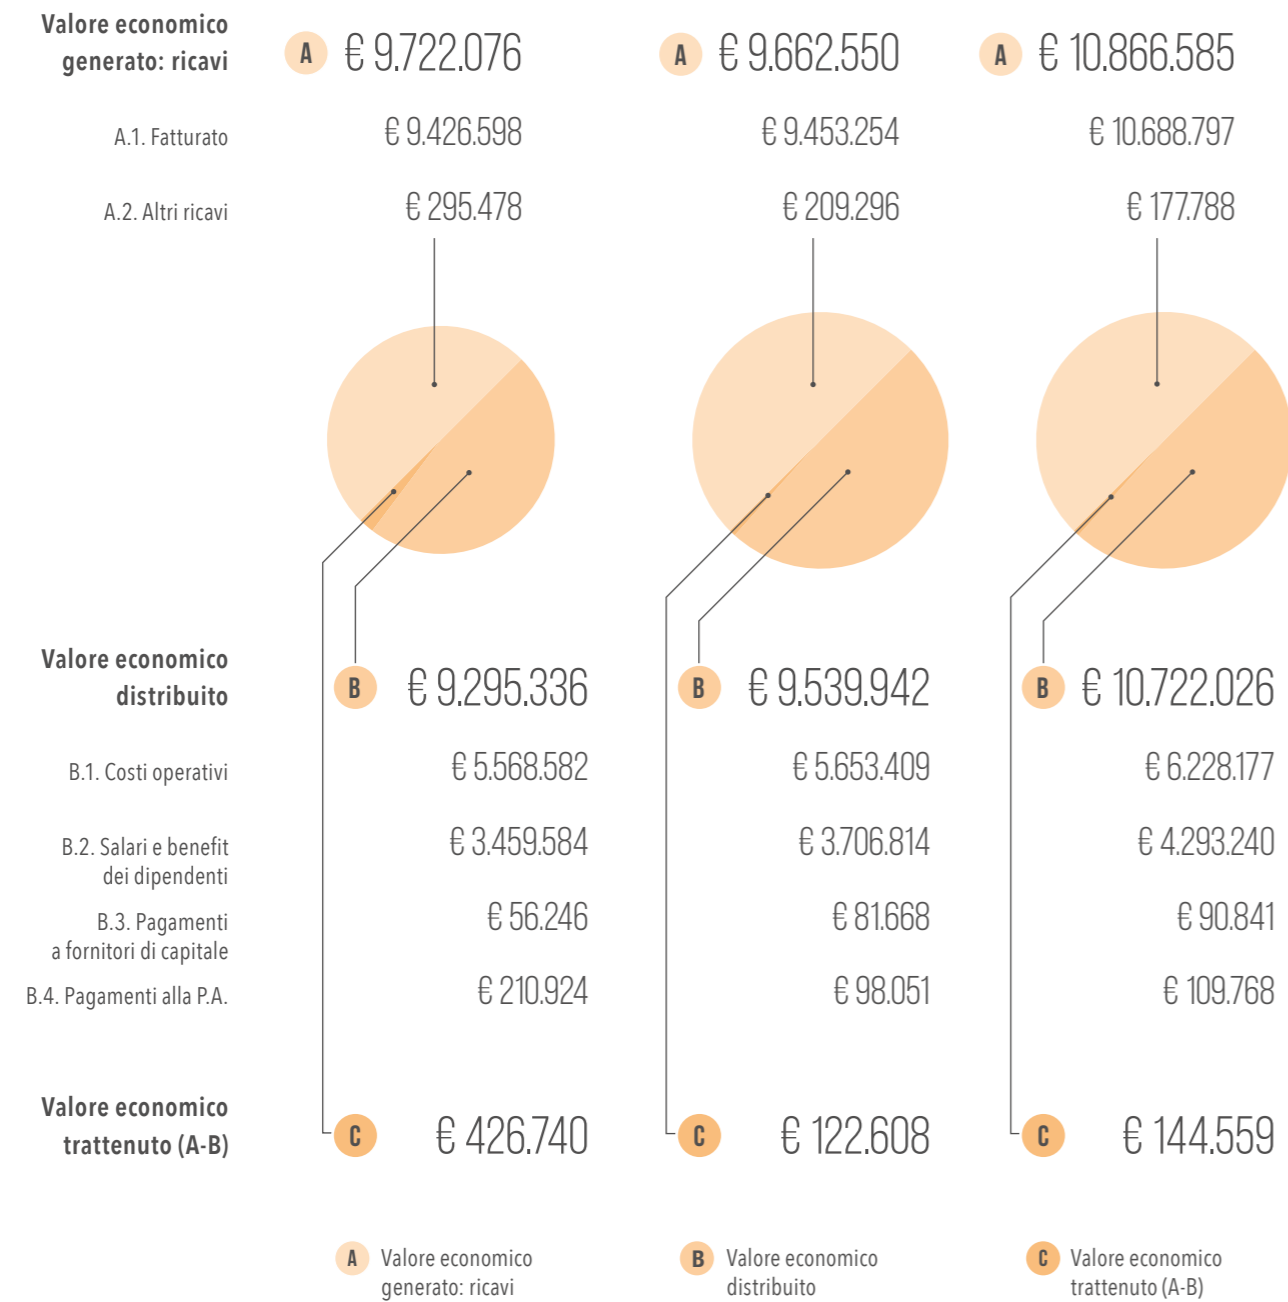 Valore economico
generato: ricavi
A € 9.722.076
A € 9.662.550
A € 10.866.585
A.1. Fatturato
€ 9.426.598
€ 9.453.254
€ 10.688.797
A.2. Altri ricavi
€ 295.478
€ 209.296
€ 177.788
Valore economico
distribuito
B € 9.295.336
B € 9.539.942
B € 10.722.026
B.1. Costi operativi
€ 5.568.582
€ 5.653.409
€ 6.228.177
B.2. Salari e benefit
dei dipendenti
€ 3.459.584
€ 3.706.814
€ 4.293.240
B.3. Pagamenti
a fornitori di capitale
€ 56.246
€ 81.668
€ 90.841
B.4. Pagamenti alla P.A.
€ 210.924
€ 98.051
€ 109.768
Valore economico
trattenuto (A-B)
C € 426.740
C € 122.608
C € 144.559
A Valore economico
generato: ricavi
B Valore economico
distribuito
C Valore economico
trattenuto (A-B)